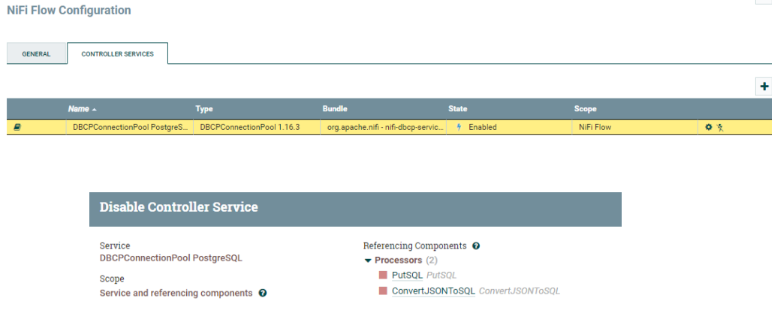 NiFi Flow Configuration
GENERAL CONTROLLER SERVICES
Name Type Bundle State Scope
DBCPConnectionPool PostgreS... DBCPConnectionPool 1.16.3 org.apache.nifi - nifi-dbcp-servic... Enabled NiFi Flow
Disable Controller Service
Service
DBCPConnectionPool PostgreSQL
Scope
Service and referencing components
Referencing Components
Processors (2)
PutSQL PutSQL
ConvertJSONToSQL ConvertJSONToSQL